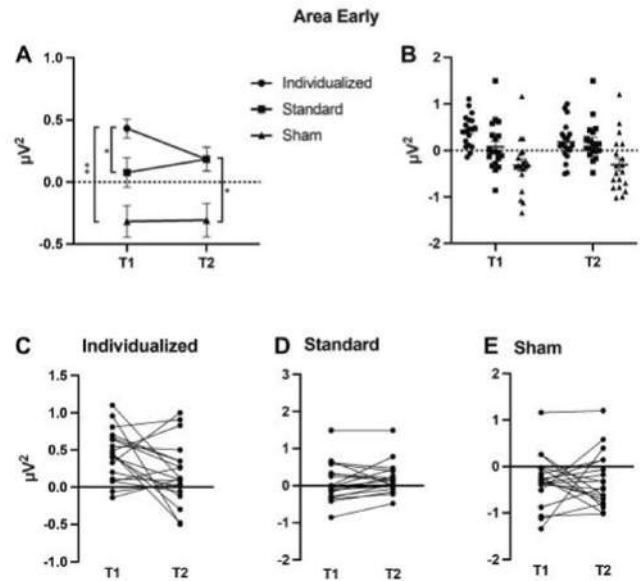 Area Early
A
1.0
0.5
0.0
-0.5
µV²
**
*
*
T1
T2
Individualized
Standard
Sham
B
2
1
0
-1
-2
µV²
T1
T2
C
Individualized
1.5
1.0
0.5
0.0
-0.5
-1.0
µV²
T1
T2
D
Standard
3
2
1
0
-1
-2
T1
T2
E
Sham
2
1
0
-1
-2
T1
T2